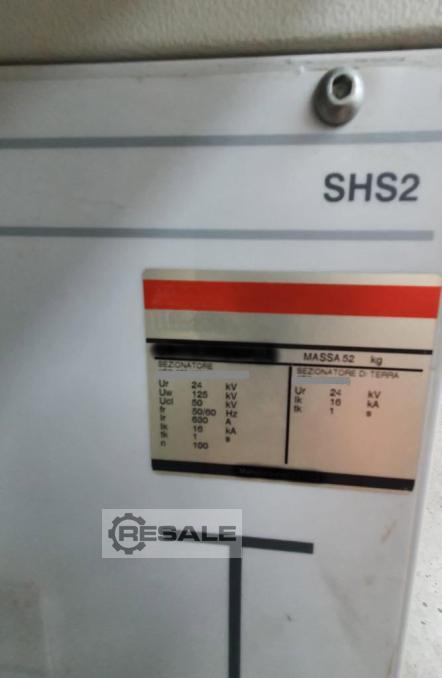 SHS2
MASSA 52 kg
SEZIONATORE
Ur 24 kV
Uw 125 kV
Ucl 50 kV
fr 50/60 Hz
Ir 630 A
Ik 16 kA
tk 1 s
n 100
SEZIONATORE DI TERRA
Ur 24 kV
Ik 16 kA
tk 1 s
RESALE